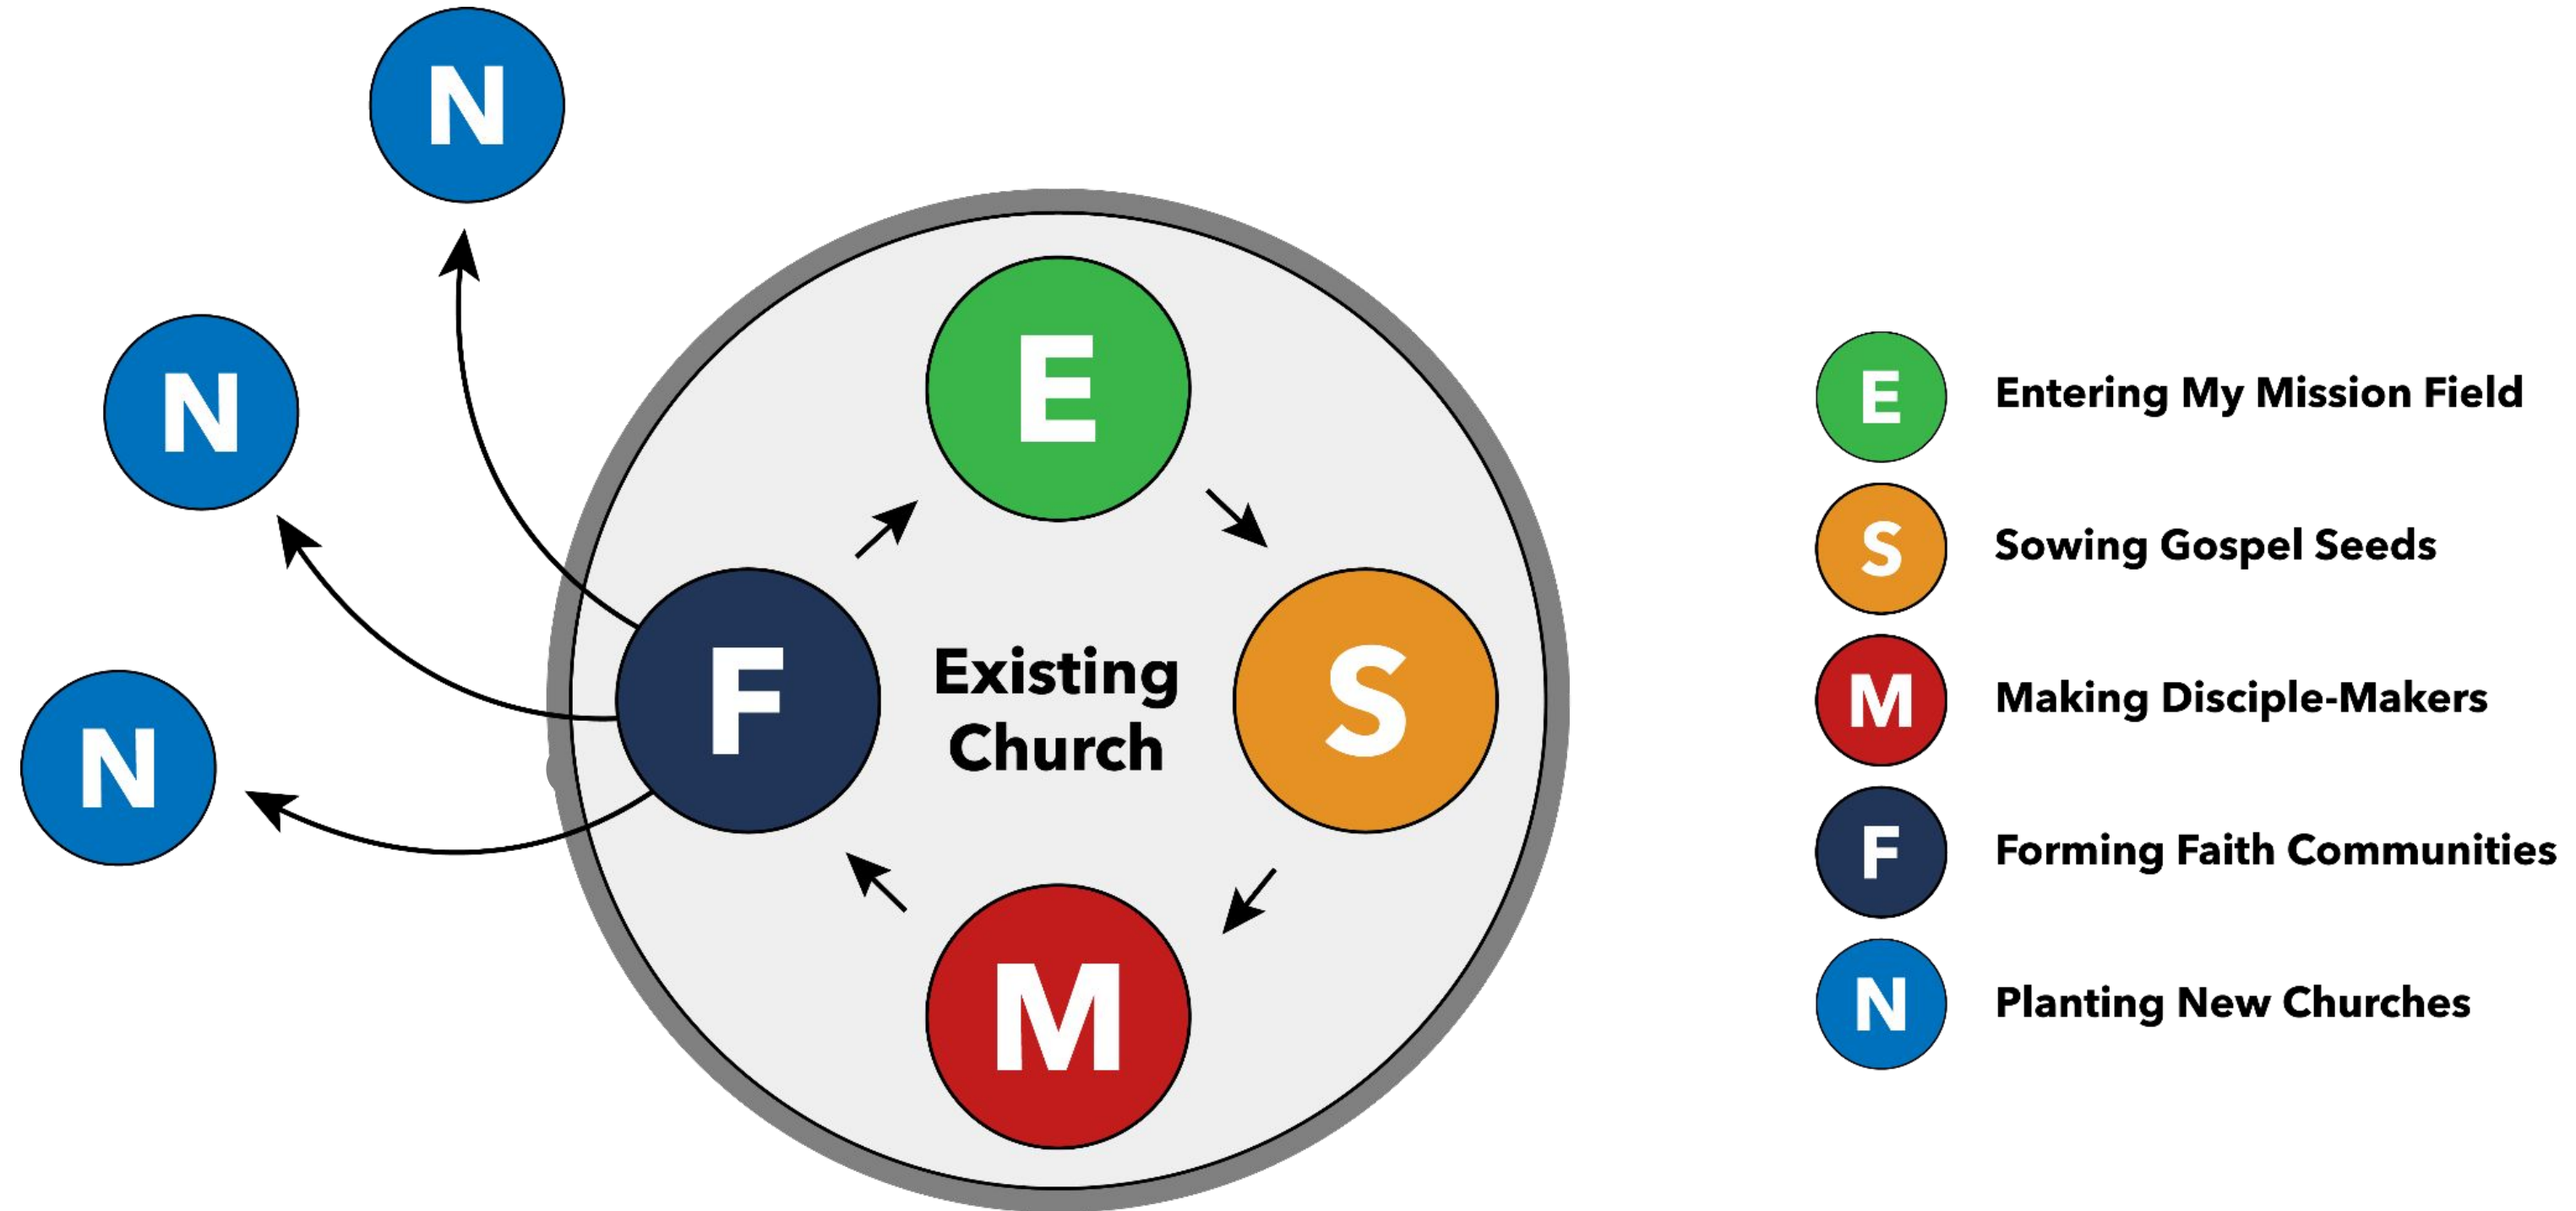 N
N
N
E
F
Existing
Church
S
M
E Entering My Mission Field
S Sowing Gospel Seeds
M Making Disciple-Makers
F Forming Faith Communities
N Planting New Churches